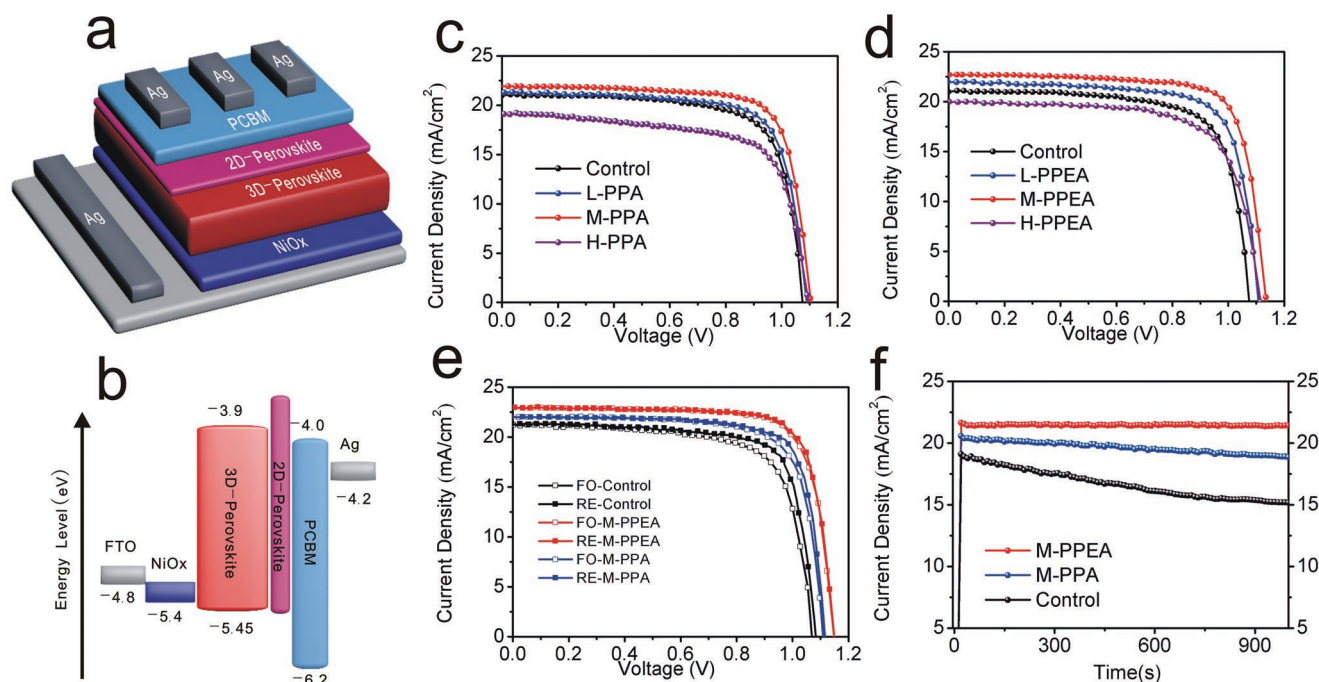 a
Ag
Ag
Ag
PCBM
2D-Perovskite
3D-Perovskite
Ag
NiOx
b
Energy Level (eV)
FTO
-4.8
NiOx
-5.4
-3.9
3D-Perovskite
-5.45
2D-Perovskite
-4.0
PCBM
-6.2
Ag
-4.2
c
Current Density (mA/cm²)
25
20
15
10
5
0
Control
L-PPA
M-PPA
H-PPA
0.0 0.2 0.4 0.6 0.8 1.0 1.2
Voltage (V)
d
Current Density (mA/cm²)
25
20
15
10
5
0
Control
L-PPEA
M-PPEA
H-PPEA
0.0 0.2 0.4 0.6 0.8 1.0 1.2
Voltage (V)
e
Current Density (mA/cm²)
25
20
15
10
5
0
FO-Control
RE-Control
FO-M-PPEA
RE-M-PPEA
FO-M-PPA
RE-M-PPA
0.0 0.2 0.4 0.6 0.8 1.0 1.2
Voltage (V)
f
Current Density (mA/cm²)
25 25
20 20
15 15
10 10
5 5
M-PPEA
M-PPA
Control
0 300 600 900
Time(s)